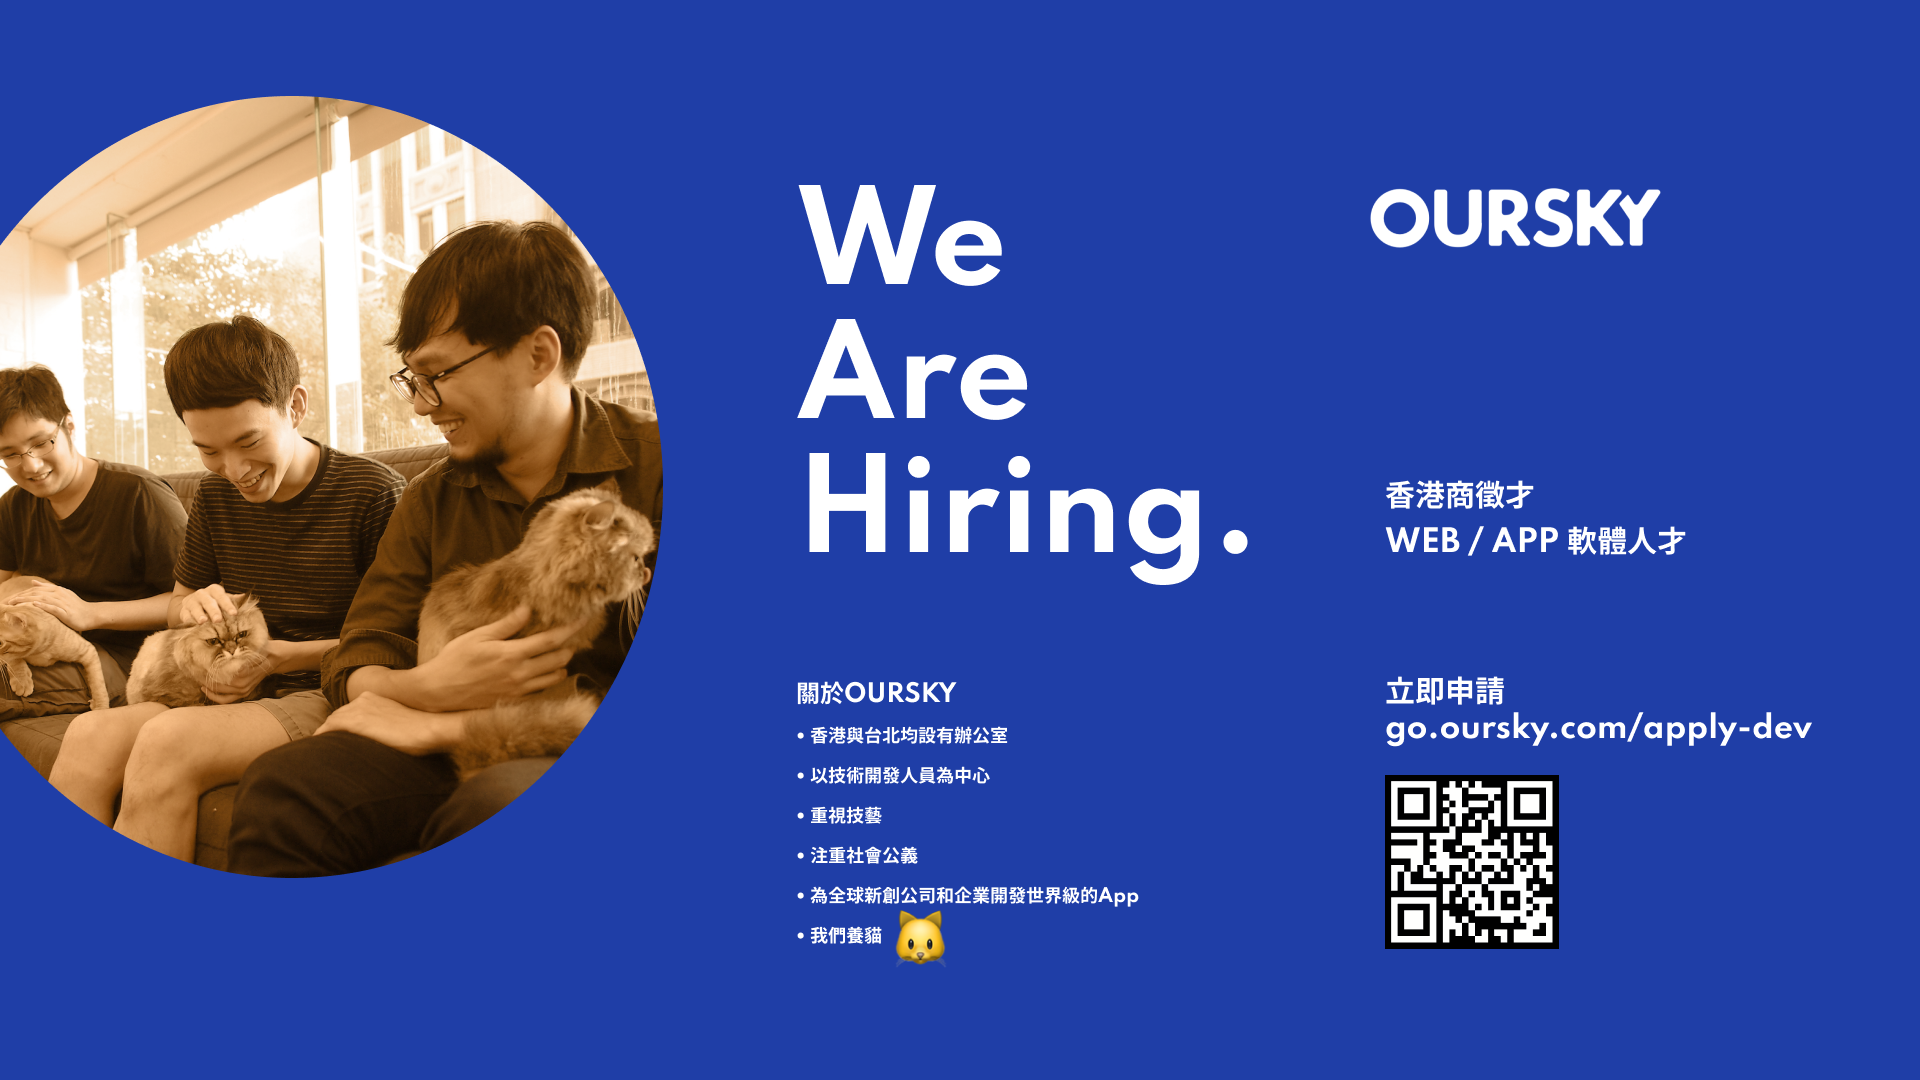 We
Are
Hiring.
OURSKY
香港商徵才
WEB / APP 軟體人才
關於OURSKY
• 香港與台北均設有辦公室
• 以技術開發人員為中心
• 重視技藝
• 注重社會公義
• 為全球新創公司和企業開發世界級的App
• 我們養貓 🐱
立即申請
go.oursky.com/apply-dev